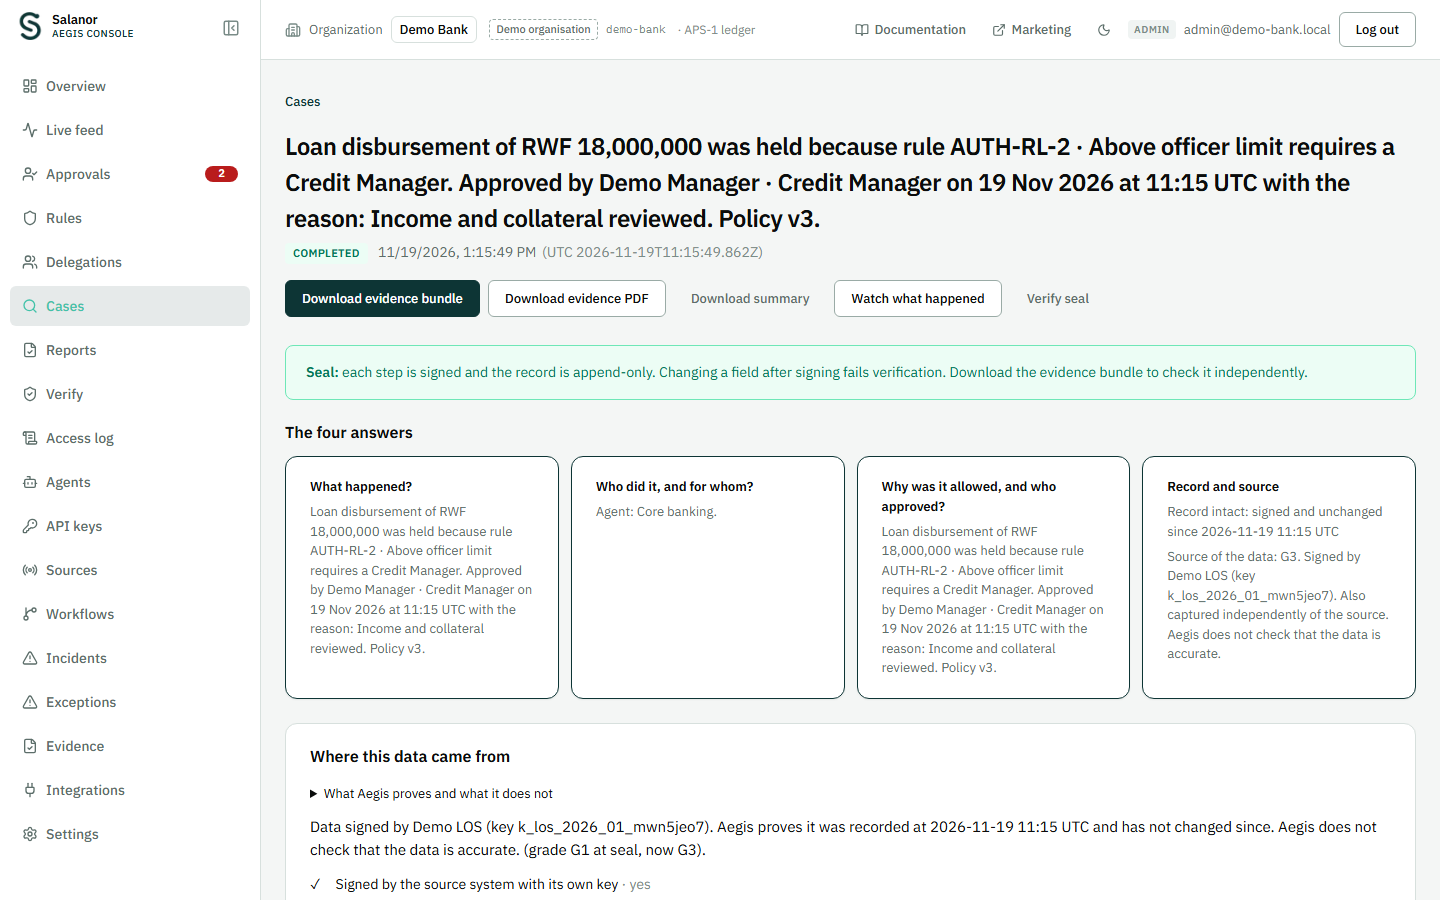 Salanor
AEGIS CONSOLE
Overview
Live feed
Approvals
2
Rules
Delegations
Cases
Reports
Verify
Access log
Agents
API keys
Sources
Workflows
Incidents
Exceptions
Evidence
Integrations
Settings
Organization
Demo Bank
Demo organisation
demo-bank
· APS-1 ledger
Documentation
Marketing
ADMIN
admin@demo-bank.local
Log out
Cases
Loan disbursement of RWF 18,000,000 was held because rule AUTH-RL-2 · Above officer limit requires a
Credit Manager. Approved by Demo Manager · Credit Manager on 19 Nov 2026 at 11:15 UTC with the
reason: Income and collateral reviewed. Policy v3.
COMPLETED
11/19/2026, 1:15:49 PM (UTC 2026-11-19T11:15:49.862Z)
Download evidence bundle
Download evidence PDF
Download summary
Watch what happened
Verify seal
Seal: each step is signed and the record is append-only. Changing a field after signing fails verification. Download the evidence bundle to check it independently.
The four answers
What happened?
Loan disbursement of RWF
18,000,000 was held because rule
AUTH-RL-2 · Above officer limit
requires a Credit Manager. Approved
by Demo Manager · Credit Manager on
19 Nov 2026 at 11:15 UTC with the
reason: Income and collateral
reviewed. Policy v3.
Who did it, and for whom?
Agent: Core banking.
Why was it allowed, and who
approved?
Loan disbursement of RWF
18,000,000 was held because rule
AUTH-RL-2 · Above officer limit
requires a Credit Manager. Approved
by Demo Manager · Credit Manager on
19 Nov 2026 at 11:15 UTC with the
reason: Income and collateral
reviewed. Policy v3.
Record and source
Record intact: signed and unchanged
since 2026-11-19 11:15 UTC
Source of the data: G3. Signed by
Demo LOS (key
k_los_2026_01_mwn5jeo7). Also
captured independently of the source.
Aegis does not check that the data is
accurate.
Where this data came from
What Aegis proves and what it does not
Data signed by Demo LOS (key k_los_2026_01_mwn5jeo7). Aegis proves it was recorded at 2026-11-19 11:15 UTC and has not changed since. Aegis does not
check that the data is accurate. (grade G1 at seal, now G3).
✓ Signed by the source system with its own key · yes